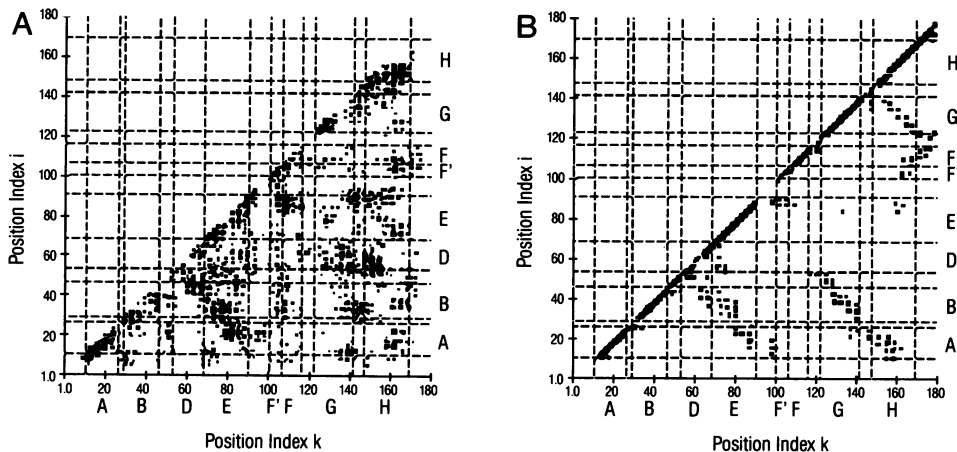 A
B
180
160
140
120
100
80
60
40
20
1.0
Position Index i
H
G
F
F'
E
D
B
A
1.0 20 40 60 80 100 120 140 160 180
A B D E F' F G H
Position Index k
180
160
140
120
100
80
60
40
20
1.0
Position Index i
H
G
F
F
E
D
B
A
20 40 60 80 100 120 140 160 180
A B D E F' F G H
Position Index k